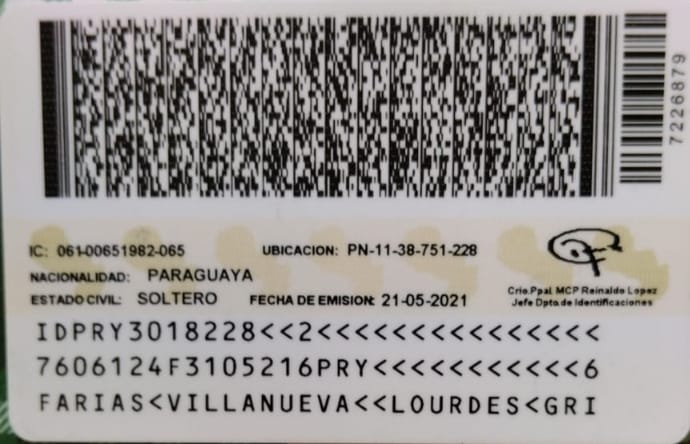 7226879
IC: 061-00651982-065 UBICACION: PN-11-38-751-228
NACIONALIDAD: PARAGUAYA
ESTADO CIVIL: SOLTERO FECHA DE EMISION: 21-05-2021
Crio.Ppal. MCP Reinaldo Lopez
Jefe Dpto de Identificaciones
IDPRY3018228<<2<<<<<<<<<<<<<<<
7606124F3105216PRY<<<<<<<<<<<6
FARIAS<VILLANUEVA<<LOURDES<GRI